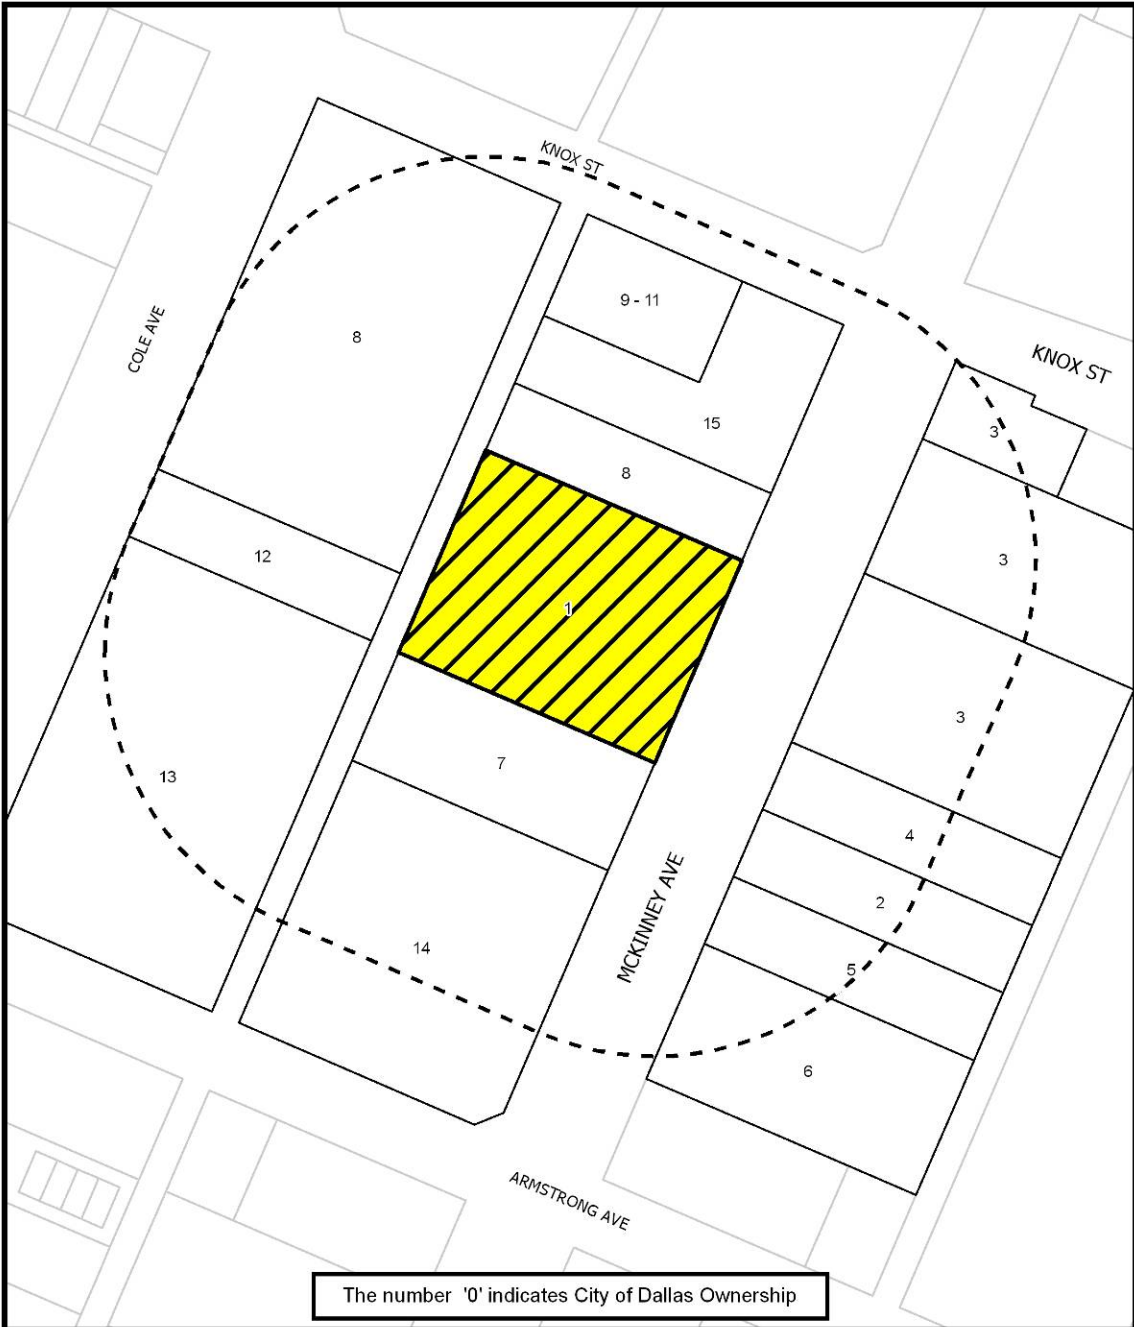 KNOX ST
9 - 11
COLE AVE
8
KNOX ST
15
3
8
12
3
1
3
7
13
4
MCKINNEY AVE
2
14
5
6
ARMSTRONG AVE
The number '0' indicates City of Dallas Ownership